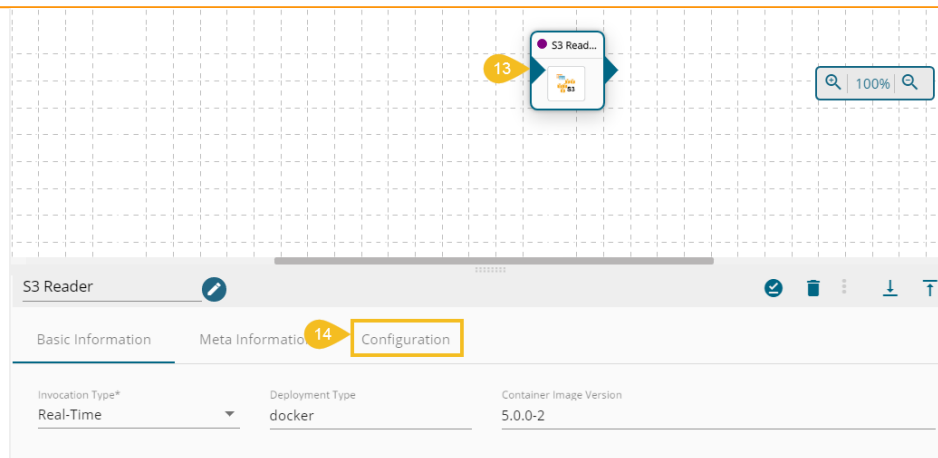 S3 Read...
13
S3
100%
S3 Reader
Basic Information
Meta Informatio
14
Configuration
Invocation Type*
Deployment Type
Container Image Version
Real-Time
docker
5.0.0-2